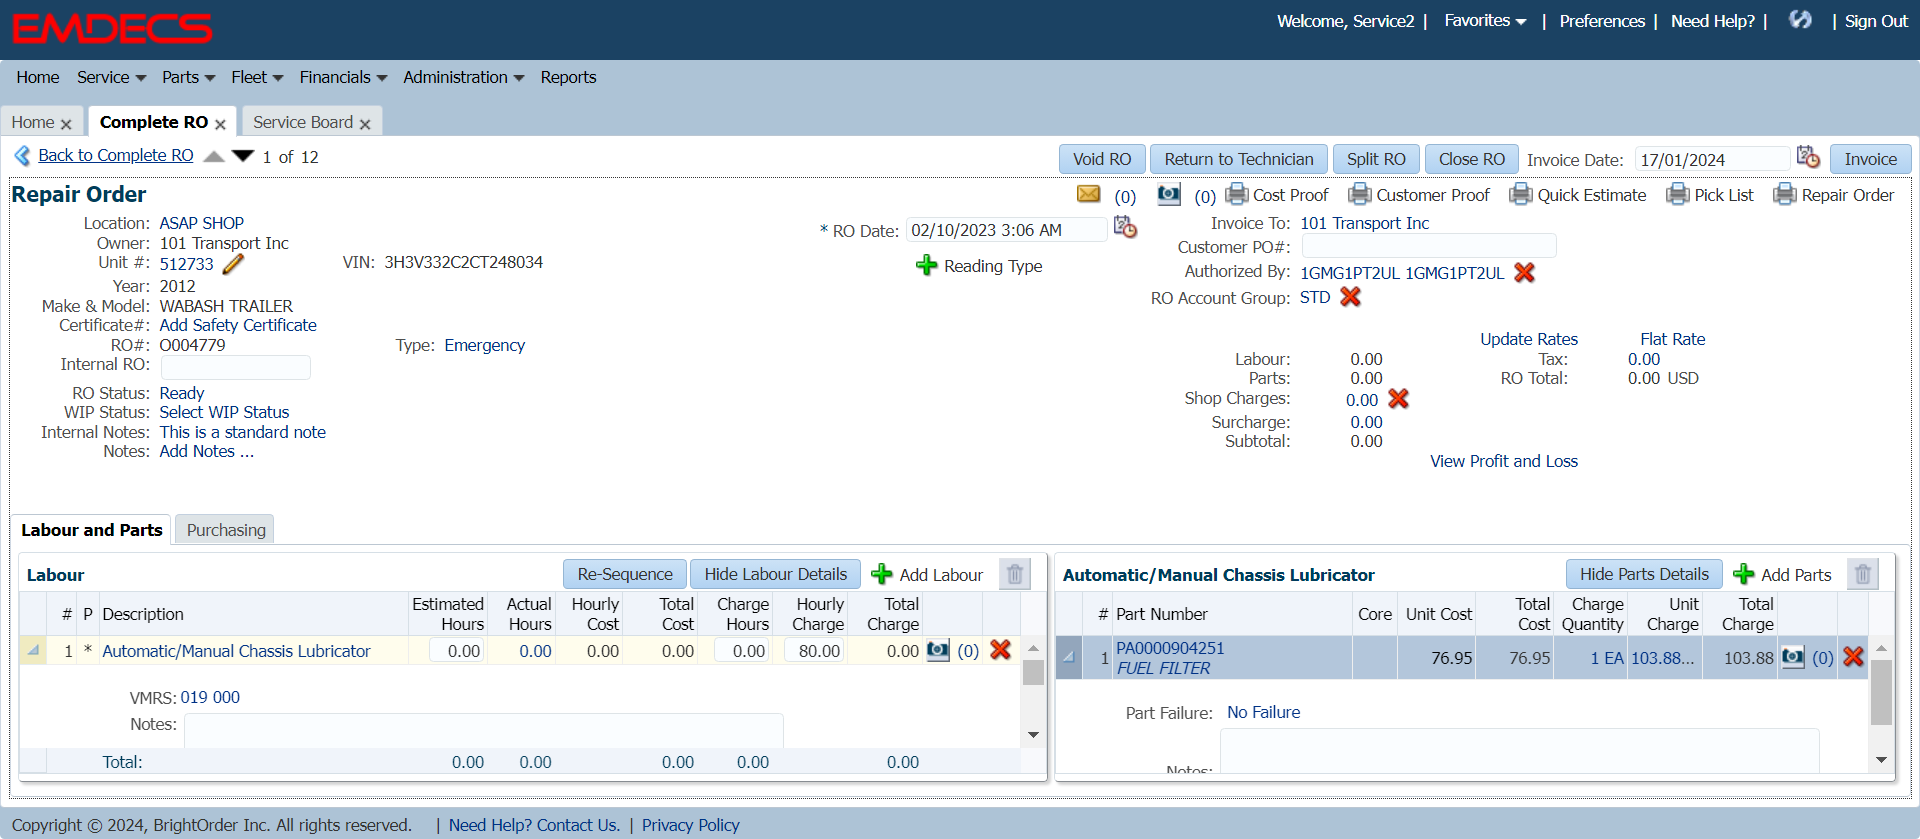 EMDECS
Welcome, Service2 | Favorites | Preferences | Need Help? | | Sign Out
Home Service Parts Fleet Financials Administration Reports
Home Complete RO Service Board
Back to Complete RO 1 of 12 Void RO Return to Technician Split RO Close RO Invoice Date: 17/01/2024 Invoice
Repair Order (0) (0) Cost Proof Customer Proof Quick Estimate Pick List Repair Order
Location: ASAP SHOP
Owner: 101 Transport Inc
Unit #: 512733 VIN: 3H3V332C2CT248034
Year: 2012
Make & Model: WABASH TRAILER
Certificate#: Add Safety Certificate
RO#: O004779 Type: Emergency
Internal RO:
RO Status: Ready
WIP Status: Select WIP Status
Internal Notes: This is a standard note
Notes: Add Notes ...
* RO Date: 02/10/2023 3:06 AM
Reading Type
Invoice To: 101 Transport Inc
Customer PO#:
Authorized By: 1GMG1PT2UL 1GMG1PT2UL
RO Account Group: STD
Update Rates Flat Rate
Labour: 0.00 Tax: 0.00
Parts: 0.00 RO Total: 0.00 USD
Shop Charges: 0.00
Surcharge: 0.00
Subtotal: 0.00
View Profit and Loss
Labour and Parts Purchasing
Labour Re-Sequence Hide Labour Details Add Labour
# P Description Estimated Hours Actual Hours Hourly Cost Total Cost Charge Hours Hourly Charge Total Charge
1 * Automatic/Manual Chassis Lubricator 0.00 0.00 0.00 0.00 0.00 80.00 0.00 (0)
VMRS: 019 000
Notes:
Total: 0.00 0.00 0.00 0.00 0.00
Automatic/Manual Chassis Lubricator Hide Parts Details Add Parts
# Part Number Core Unit Cost Total Cost Charge Quantity Unit Charge Total Charge
1 PA0000904251 76.95 76.95 1 EA 103.88... 103.88 (0)
FUEL FILTER
Part Failure: No Failure
Notes:
Copyright © 2024, BrightOrder Inc. All rights reserved. | Need Help? Contact Us. | Privacy Policy